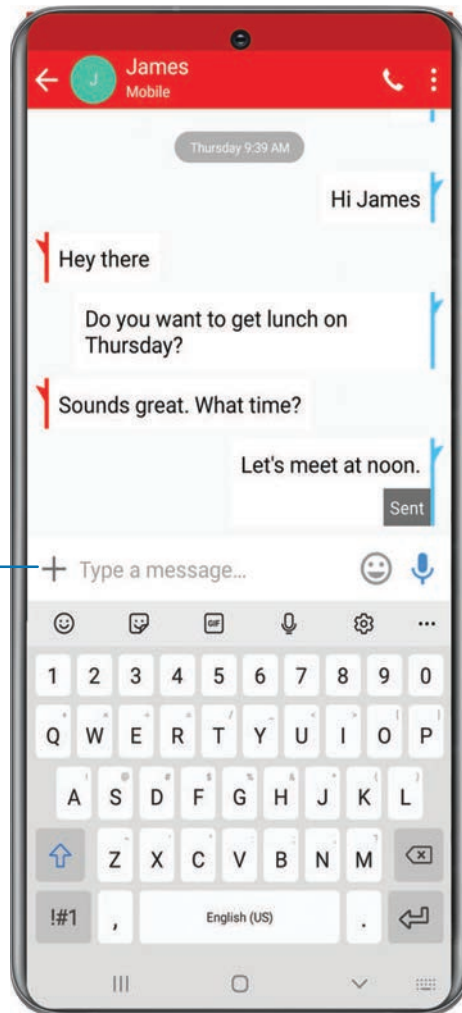 J
James
Mobile
Thursday 9:39 AM
Hi James
Hey there
Do you want to get lunch on
Thursday?
Sounds great. What time?
Let's meet at noon.
Sent
Type a message...
GIF
1 2 3 4 5 6 7 8 9 0
Q W E R T Y U I O P
A S D F G H J K L
Z X C V B N M
!#1 , English (US) .